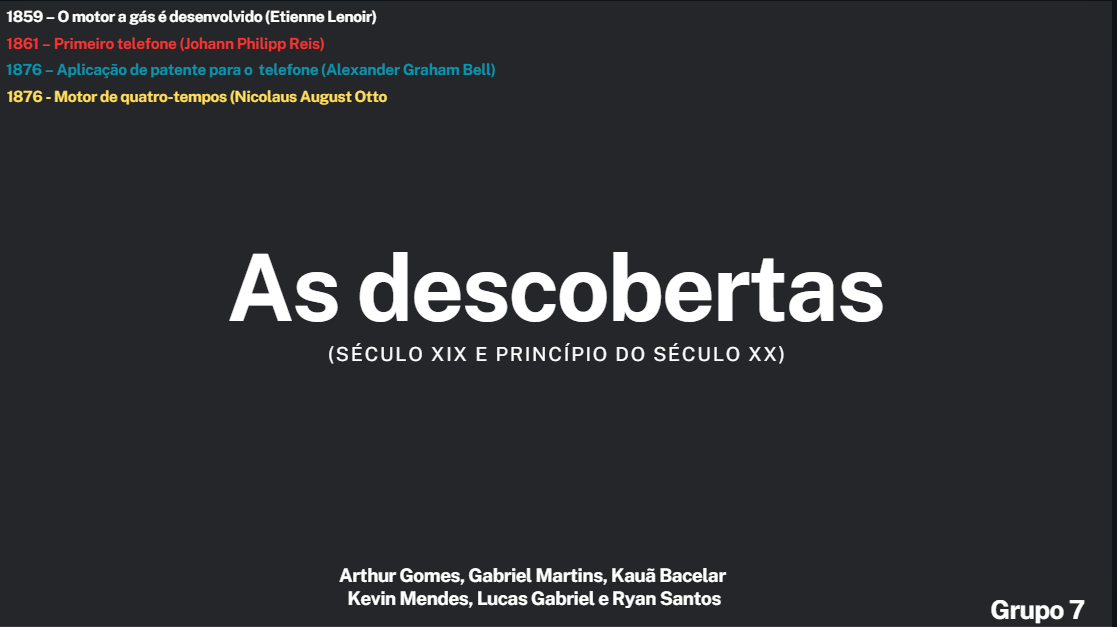 1859 – O motor a gás é desenvolvido (Etienne Lenoir)
1861 – Primeiro telefone (Johann Philipp Reis)
1876 – Aplicação de patente para o  telefone (Alexander Graham Bell)
1876 - Motor de quatro-tempos (Nicolaus August Otto
As descobertas
(SÉCULO XIX E PRINCÍPIO DO SÉCULO XX)
Arthur Gomes, Gabriel Martins, Kauã Bacelar
Kevin Mendes, Lucas Gabriel e Ryan Santos
Grupo 7